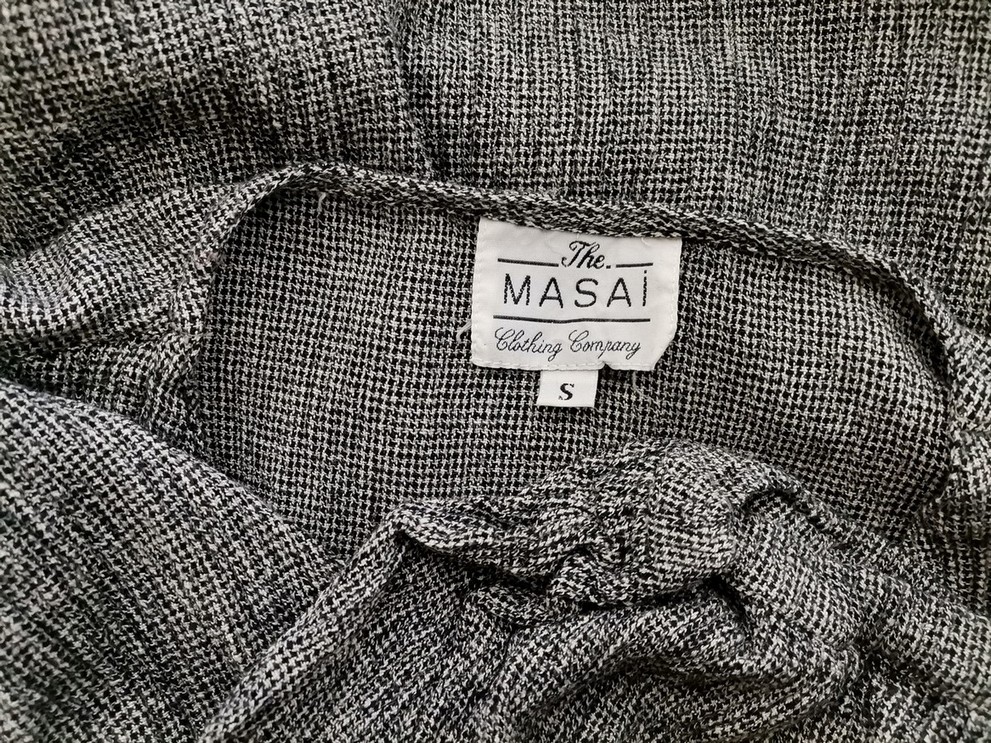 The.
MASAi
Clothing Company
S